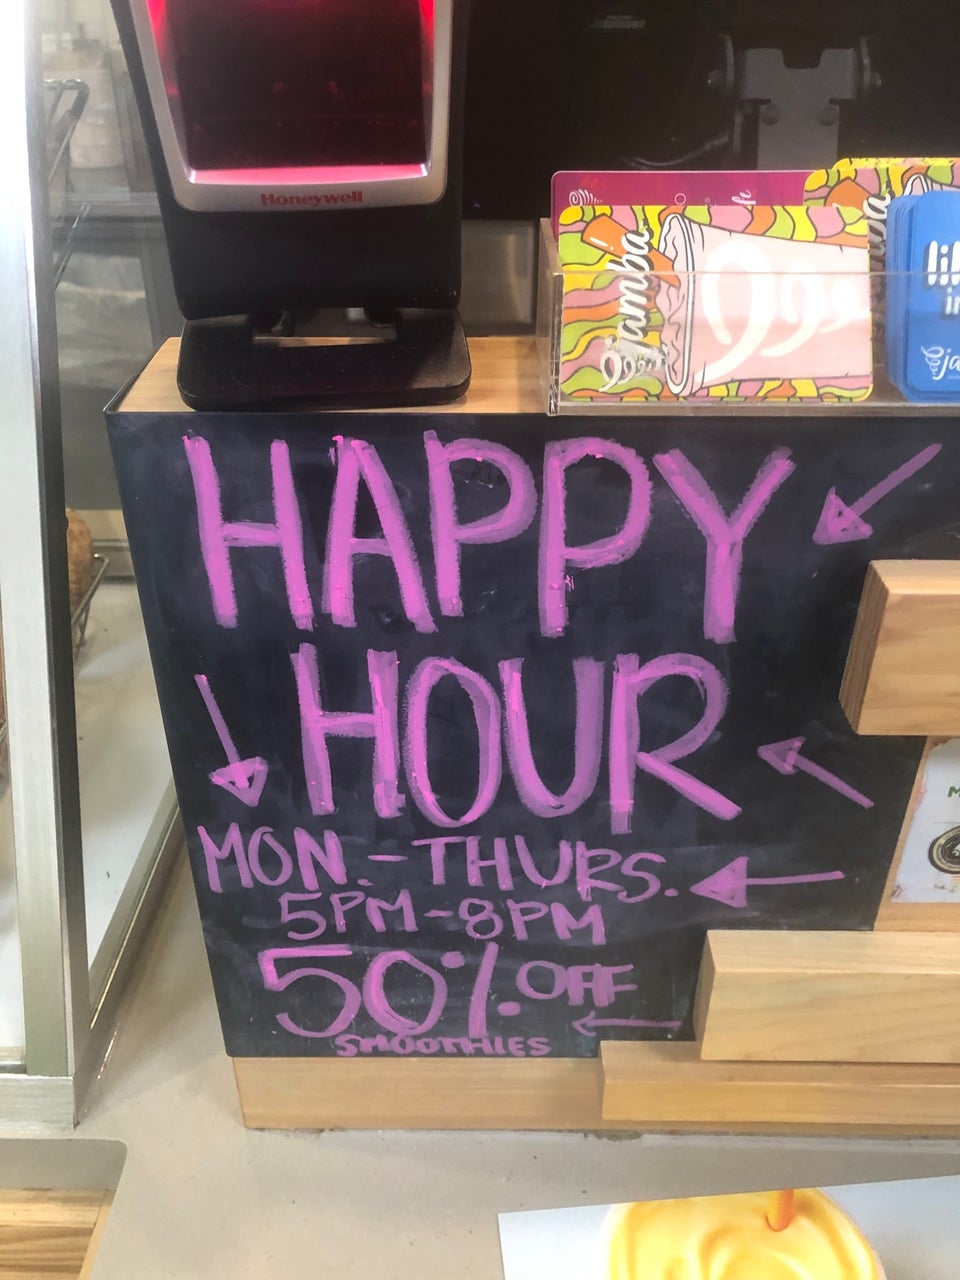 Honeywell
jamba
HAPPY
HOUR
MON. - THURS.
5PM-8PM
50% OFF
SMOOTHIES